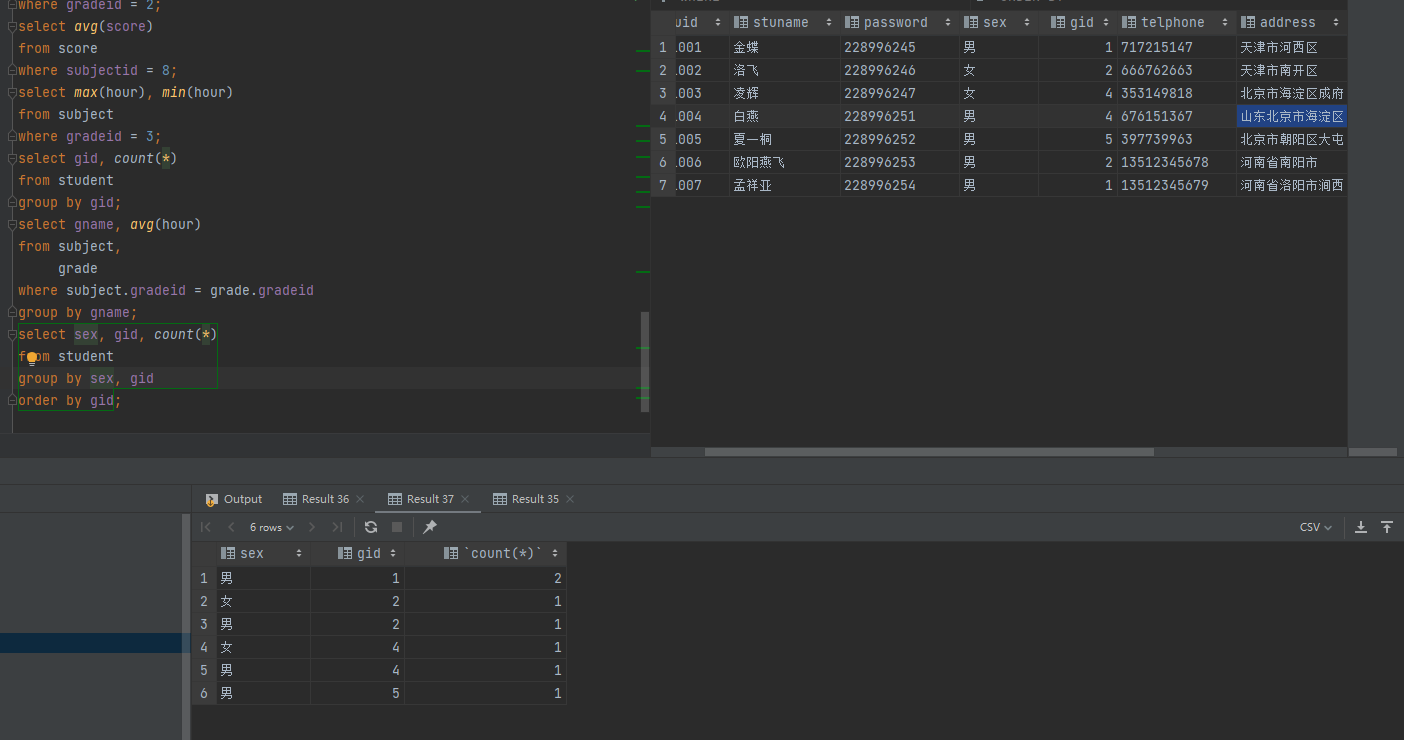 where gradeid = 2;
select avg(score)
from score
where subjectid = 8;
select max(hour), min(hour)
from subject
where gradeid = 3;
select gid, count(*)
from student
group by gid;
select gname, avg(hour)
from subject,
grade
where subject.gradeid = grade.gradeid
group by gname;
select sex, gid, count(*)
from student
group by sex, gid
order by gid;
uid stuname password sex gid telphone address
1 1001 金蝶 228996245 男 1 717215147 天津市河西区
2 1002 洛飞 228996246 女 2 666762663 天津市南开区
3 1003 凌辉 228996247 女 4 353149818 北京市海淀区成府
4 1004 白燕 228996251 男 4 676151367 山东北京市海淀区
5 1005 夏一桐 228996252 男 5 397739963 北京市朝阳区大屯
6 1006 欧阳燕飞 228996253 男 2 13512345678 河南省南阳市
7 1007 孟祥亚 228996254 男 1 13512345679 河南省洛阳市涧西
Output Result 36 Result 37 Result 35
6 rows CSV
sex gid `count(*)`
1 男 1 2
2 女 2 1
3 男 2 1
4 女 4 1
5 男 4 1
6 男 5 1